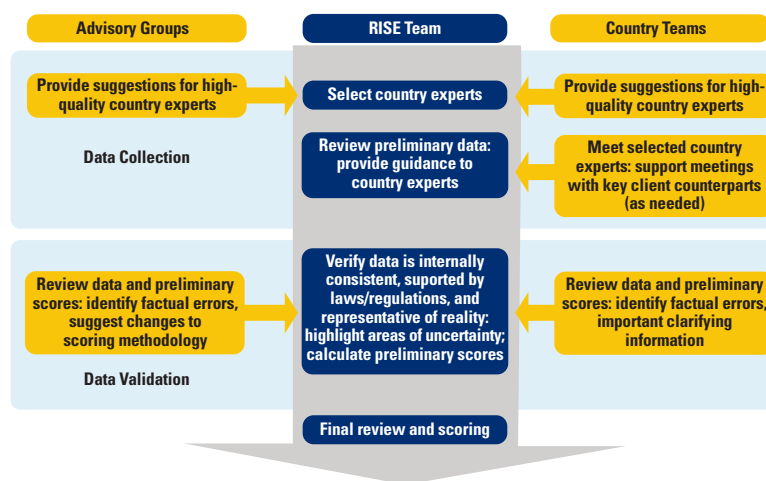 Advisory Groups
RISE Team
Country Teams
Provide suggestions for high-
quality country experts
Select country experts
Provide suggestions for high-
quality country experts
Data Collection
Review preliminary data:
provide guidance to
country experts
Meet selected country
experts: support meetings
with key client counterparts
(as needed)
Review data and preliminary
scores: identify factual errors,
suggest changes to
scoring methodology
Verify data is internally
consistent, suported by
laws/regulations, and
representative of reality:
highlight areas of uncertainty;
calculate preliminary scores
Review data and preliminary
scores: identify factual errors,
important clarifying
information
Data Validation
Final review and scoring